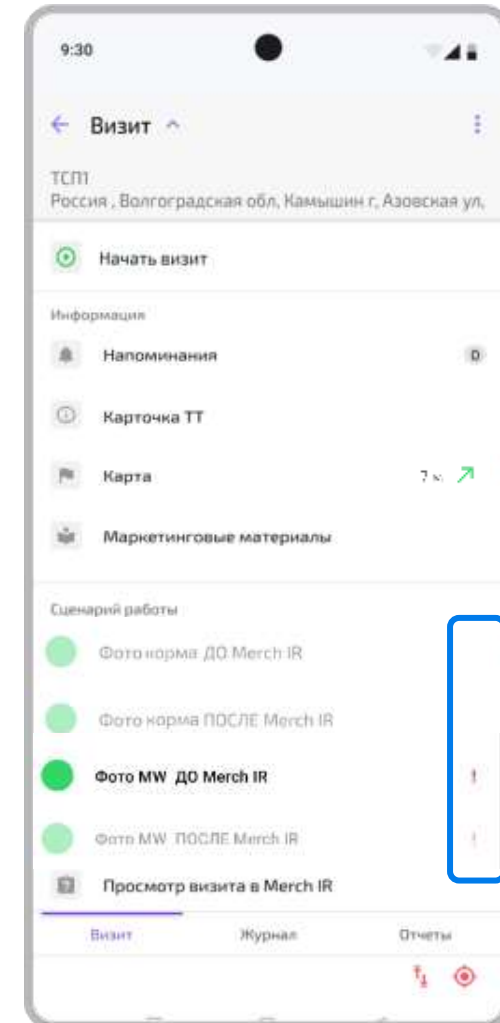 9:30
Визит
ТСП1
Россия , Волгоградская обл, Камышин г, Азовская ул,
Начать визит
Информация
Напоминания 0
Карточка ТТ
Карта 7 м.
Маркетинговые материалы
Сценарий работы
Фото корма ДО Merch IR
Фото корма ПОСЛЕ Merch IR
Фото MW ДО Merch IR !
Фото MW ПОСЛЕ Merch IR !
Просмотр визита в Merch IR
Визит Журнал Отчеты